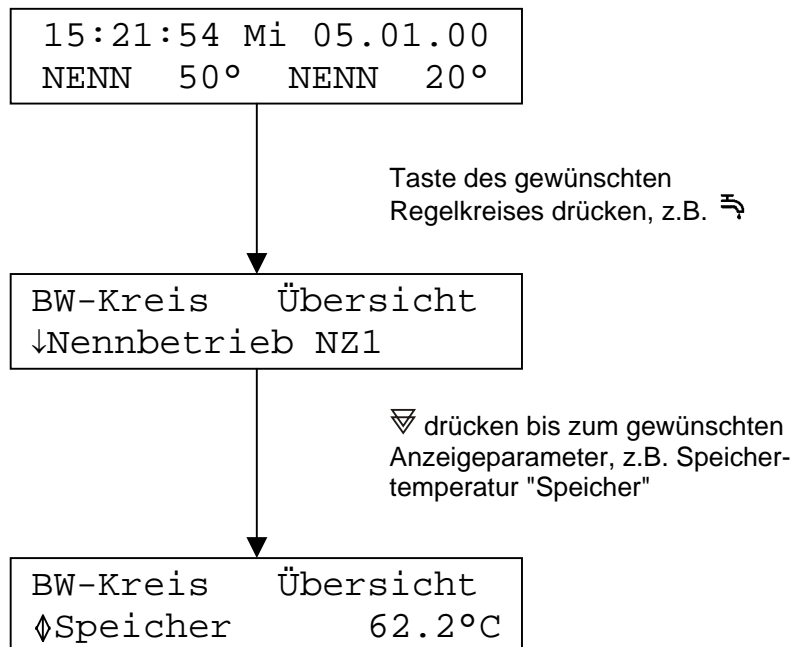 15:21:54 Mi 05.01.00
NENN 50° NENN 20°
Taste des gewünschten
Regelkreises drücken, z.B.
BW-Kreis Übersicht
↓Nennbetrieb NZ1
drücken bis zum gewünschten
Anzeigeparameter, z.B. Speicher-
temperatur "Speicher"
BW-Kreis Übersicht
Speicher 62.2°C